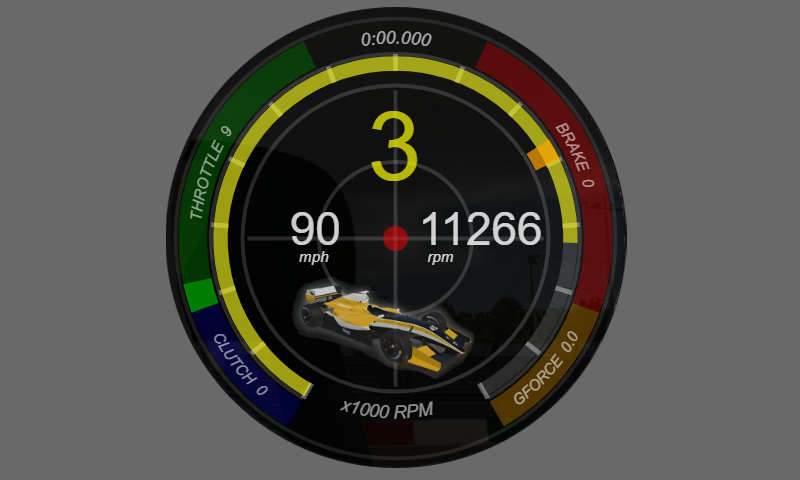 0:00.000
THROTTLE 9
BRAKE 0
3
90
mph
11266
rpm
CLUTCH 0
GFORCE 0.0
x1000 RPM